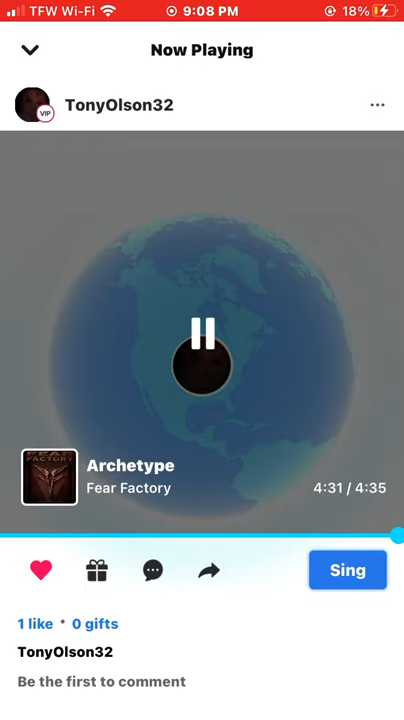 TFW Wi-Fi 9:08 PM 18%
Now Playing
VIP
TonyOlson32
FEAR
FACTORY
Archetype
Fear Factory
4:31 / 4:35
Sing
1 like • 0 gifts
TonyOlson32
Be the first to comment